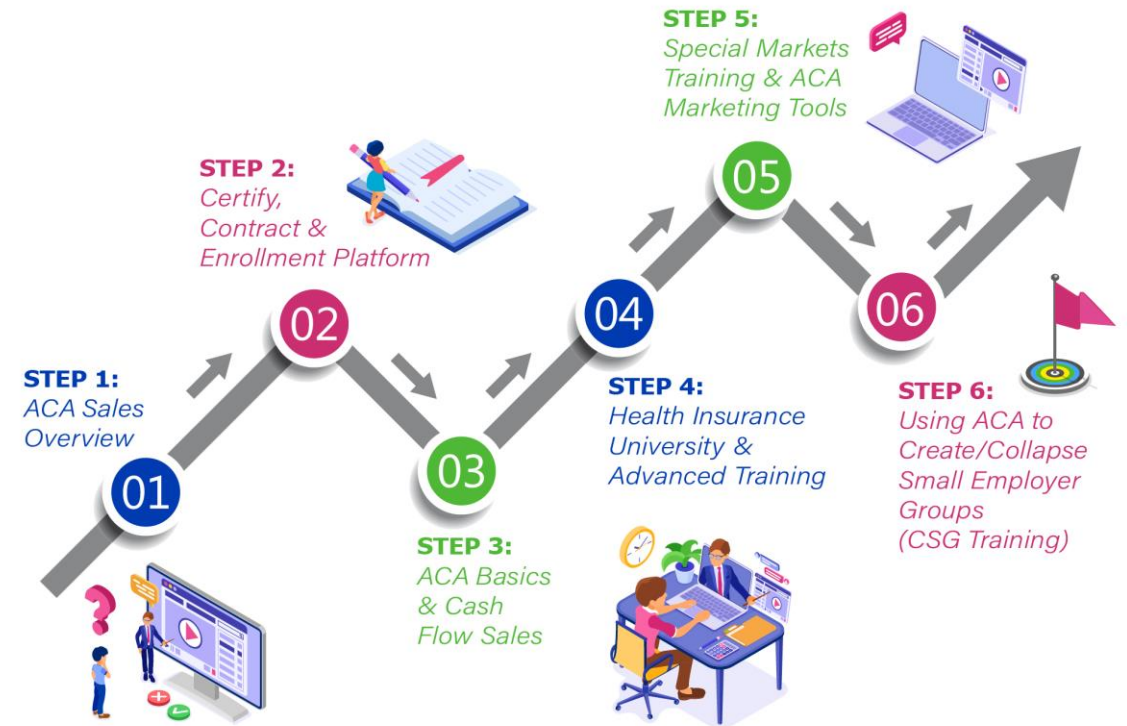 STEP 1:
ACA Sales
Overview
01
STEP 2:
Certify,
Contract &
Enrollment Platform
02
03
STEP 3:
ACA Basics
& Cash
Flow Sales
04
STEP 4:
Health Insurance
University &
Advanced Training
STEP 5:
Special Markets
Training & ACA
Marketing Tools
05
06
STEP 6:
Using ACA to
Create/Collapse
Small Employer
Groups
(CSG Training)